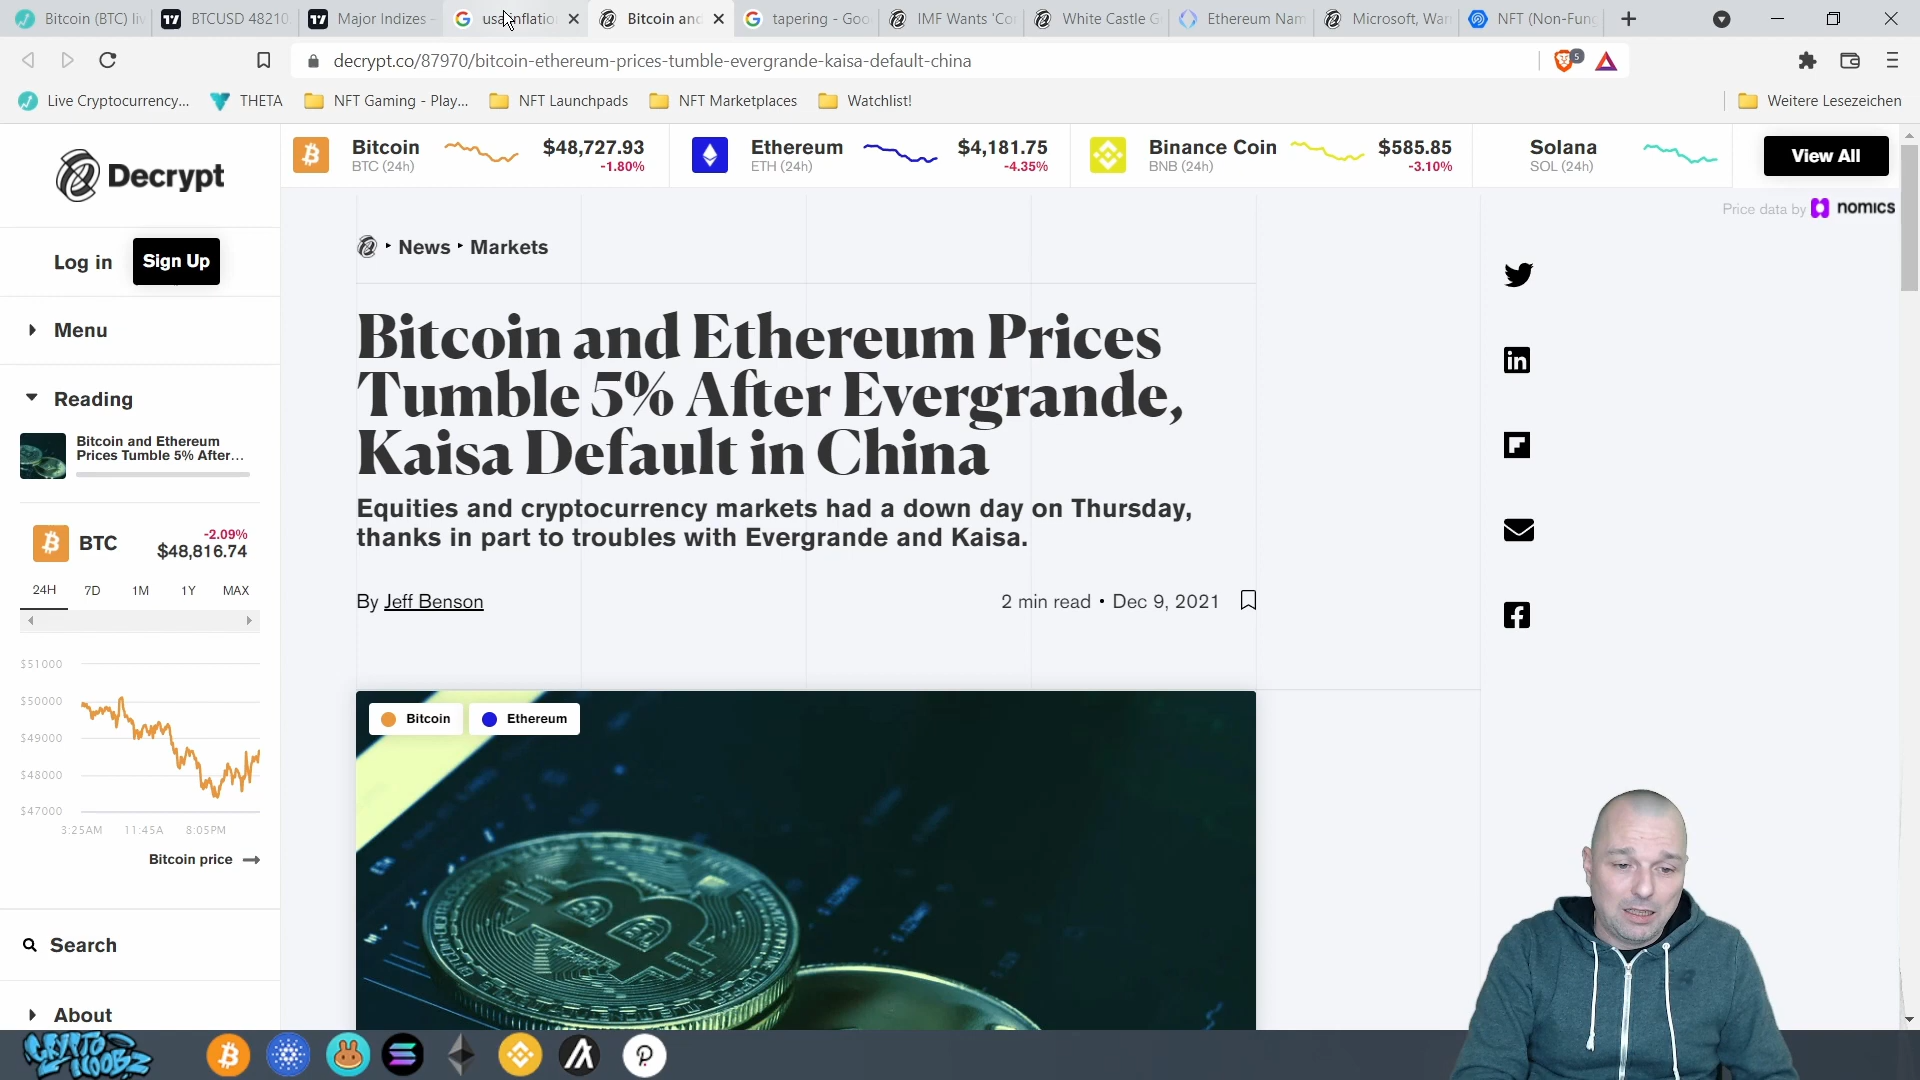 Bitcoin (BTC) li
BTCUSD 48210
Major Indizes
usa inflatio
Bitcoin and
tapering - Goo
IMF Wants 'Co
White Castle G
Ethereum Nam
Microsoft, War
NFT (Non-Fung
decrypt.co/87970/bitcoin-ethereum-prices-tumble-evergrande-kaisa-default-china
5
Live Cryptocurrency...
THETA
NFT Gaming - Play...
NFT Launchpads
NFT Marketplaces
Watchlist!
Weitere Lesezeichen
Decrypt
Bitcoin
BTC (24h)
$48,727.93
-1.80%
Ethereum
ETH (24h)
$4,181.75
-4.35%
Binance Coin
BNB (24h)
$585.85
-3.10%
Solana
SOL (24h)
View All
Price data by nomics
Log in
Sign Up
Menu
Reading
Bitcoin and Ethereum
Prices Tumble 5% After...
BTC
-2.09%
$48,816.74
24H 7D 1M 1Y MAX
$51000
$50000
$49000
$48000
$47000
3:25AM 11:45A 8:05PM
Bitcoin price
Search
About
News
Markets
Bitcoin and Ethereum Prices
Tumble 5% After Evergrande,
Kaisa Default in China
Equities and cryptocurrency markets had a down day on Thursday,
thanks in part to troubles with Evergrande and Kaisa.
By Jeff Benson
2 min read • Dec 9, 2021
Bitcoin
Ethereum
CRYPTO
NOOBZ